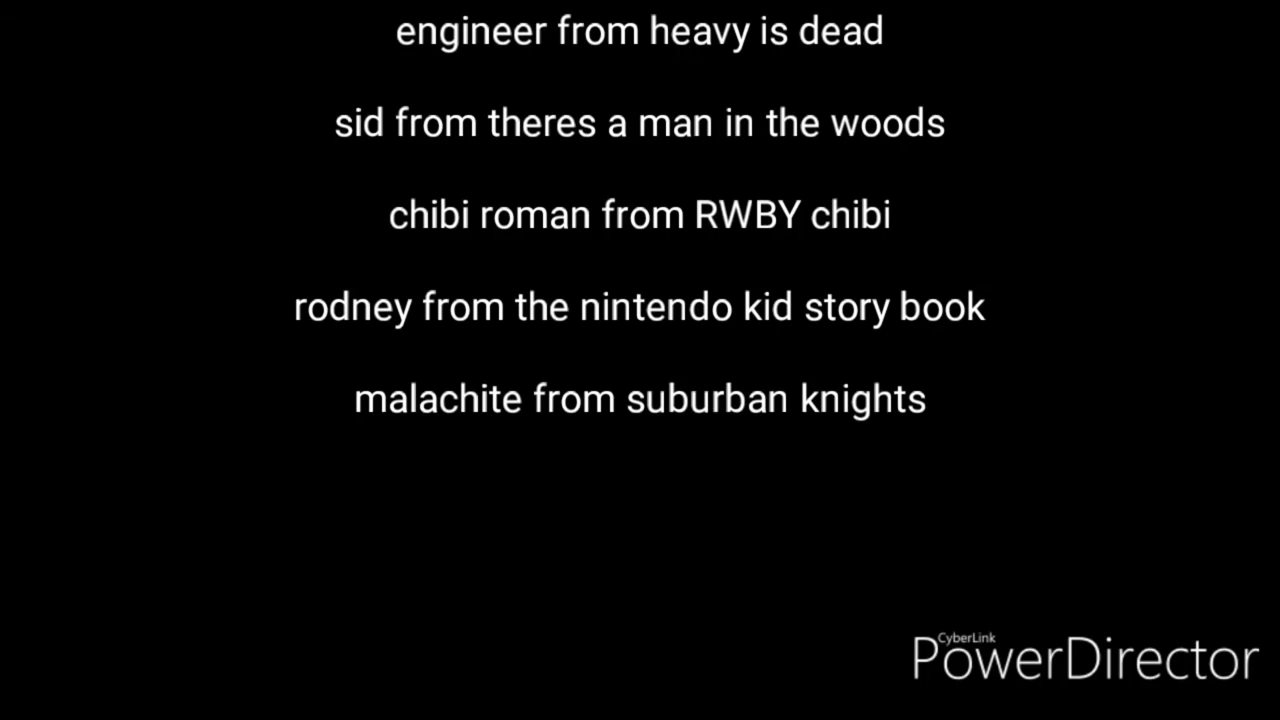 engineer from heavy is dead
sid from theres a man in the woods
chibi roman from RWBY chibi
rodney from the nintendo kid story book
malachite from suburban knights
CyberLink
PowerDirector